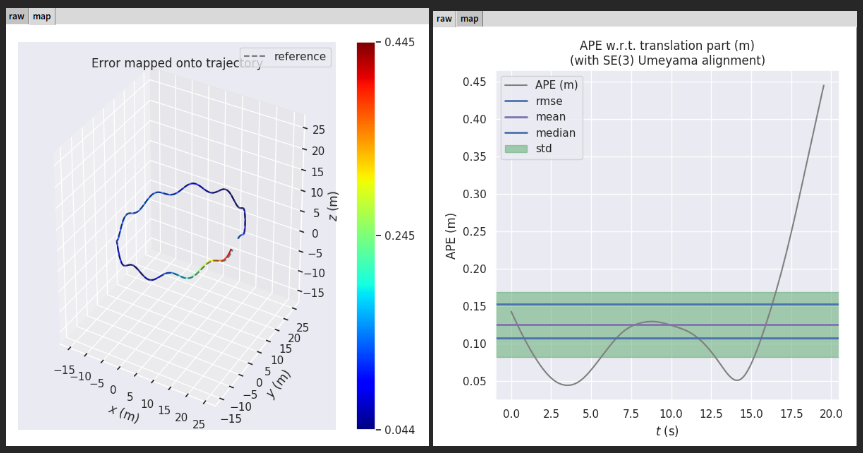 raw map
Error mapped onto trajectory
reference
25
20
15
10
5
0
−5
−10
−15
z (m)
−15
−10
−5
0
5
10
15
20
25
x (m)
25
20
15
10
5
0
−5
−10
−15
y (m)
0.445
0.245
0.044
raw map
APE w.r.t. translation part (m)
(with SE(3) Umeyama alignment)
APE (m)
rmse
mean
median
std
0.45
0.40
0.35
0.30
0.25
0.20
0.15
0.10
0.05
APE (m)
0.0 2.5 5.0 7.5 10.0 12.5 15.0 17.5 20.0
t (s)